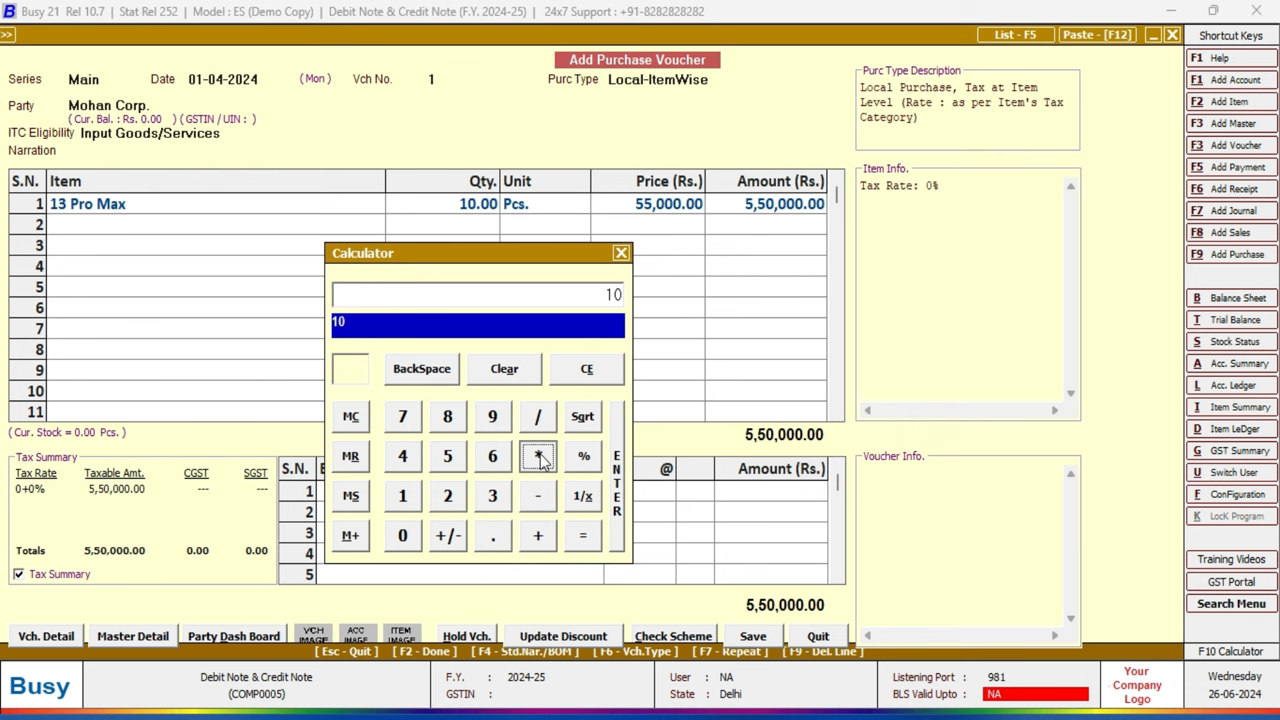 Busy 21 Rel 10.7 | Stat Rel 252 | Model : ES (Demo Copy) | Debit Note & Credit Note (F.Y. 2024-25) | 24x7 Support : +91-8282828282
>> List - F5 Paste - [F12]
Add Purchase Voucher
Series Main Date 01-04-2024 (Mon) Vch No. 1 Purc Type Local-ItemWise
Party Mohan Corp.
(Cur. Bal. : Rs. 0.00 ) (GSTIN / UIN : )
ITC Eligibility Input Goods/Services
Narration
Purc Type Description
Local Purchase, Tax at Item
Level (Rate : as per Item's Tax
Category)
S.N. Item Qty. Unit Price (Rs.) Amount (Rs.)
1 13 Pro Max 10.00 Pcs. 55,000.00 5,50,000.00
2
3
4
5
6
7
8
9
10
11
Item Info.
Tax Rate: 0%
(Cur. Stock = 0.00 Pcs.) 5,50,000.00
Calculator
10
10
BackSpace Clear CE
MC 7 8 9 / Sqrt
MR 4 5 6 * %
MS 1 2 3 - 1/x
M+ 0 +/- . + =
ENTER
Tax Summary
Tax Rate Taxable Amt. CGST SGST
0+0% 5,50,000.00 --- ---
Totals 5,50,000.00 0.00 0.00
Tax Summary
S.N. @ Amount (Rs.)
1
2
3
4
5
5,50,000.00
Voucher Info.
Vch. Detail Master Detail Party Dash Board VCH IMAGE ACC IMAGE ITEM IMAGE Hold Vch. Update Discount Check Scheme Save Quit
[ Esc - Quit ] [ F2 - Done ] [ F4 - Std.Nar./BOM ] [ F6 - Vch.Type ] [ F7 - Repeat ] [ F9 - Del. Line ]
Shortcut Keys
F1 Help
F1 Add Account
F2 Add Item
F3 Add Master
F3 Add Voucher
F5 Add Payment
F6 Add Receipt
F7 Add Journal
F8 Add Sales
F9 Add Purchase
B Balance Sheet
T Trial Balance
S Stock Status
A Acc. Summary
L Acc. Ledger
I Item Summary
D Item LeDger
G GST Summary
U Switch User
F Configuration
K LocK Program
Training Videos
GST Portal
Search Menu
F10 Calculator
Busy Debit Note & Credit Note
(COMP0005)
F.Y. : 2024-25
GSTIN :
User : NA
State : Delhi
Listening Port : 981
BLS Valid Upto : NA
Your
Company
Logo
Wednesday
26-06-2024